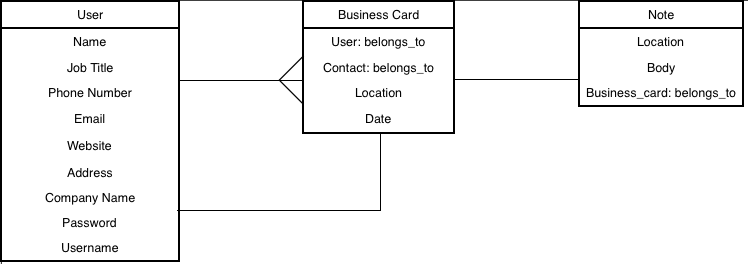 User
Name
Job Title
Phone Number
Email
Website
Address
Company Name
Password
Username
Business Card
User: belongs_to
Contact: belongs_to
Location
Date
Note
Location
Body
Business_card: belongs_to